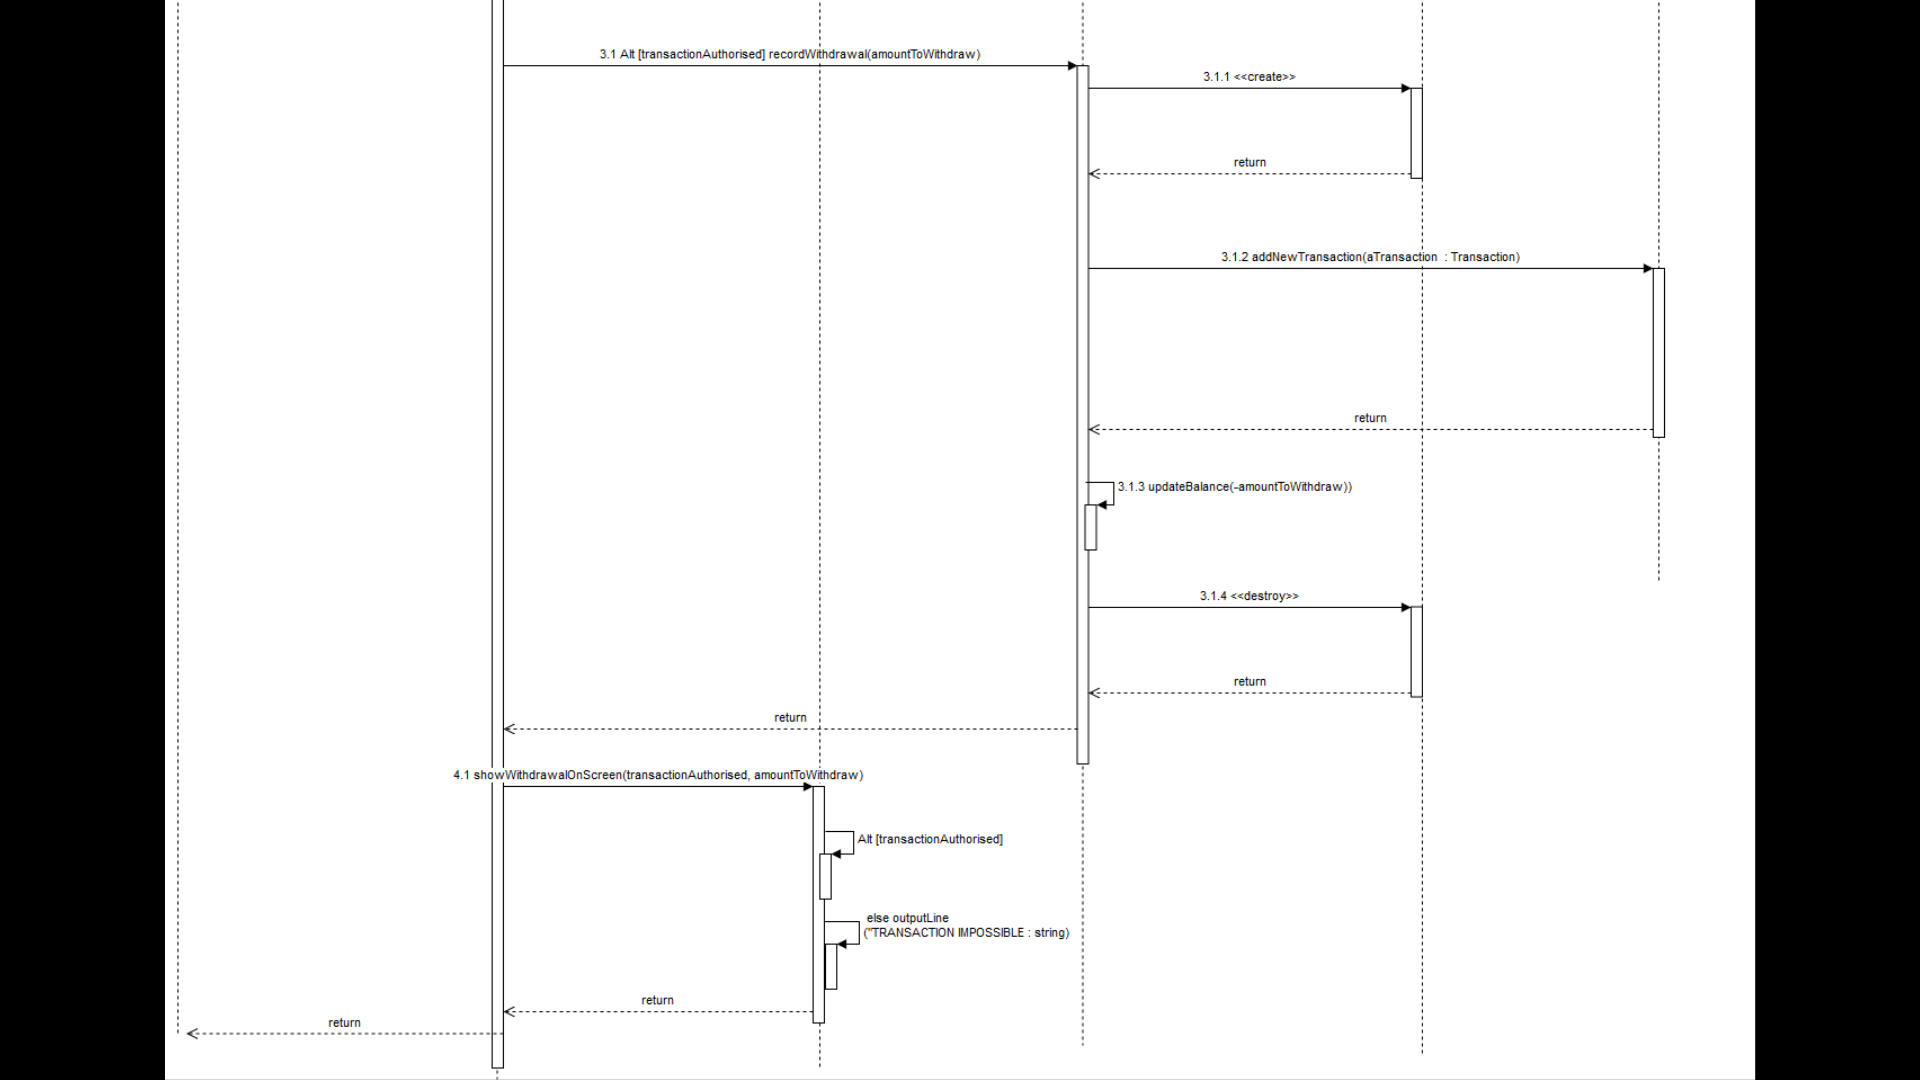 3.1 Alt [transactionAuthorised] recordWithdrawal(amountToWithdraw)
3.1.1 <<create>>
return
3.1.2 addNewTransaction(aTransaction : Transaction)
return
3.1.3 updateBalance(-amountToWithdraw))
3.1.4 <<destroy>>
return
return
4.1 showWithdrawalOnScreen(transactionAuthorised, amountToWithdraw)
Alt [transactionAuthorised]
else outputLine
("TRANSACTION IMPOSSIBLE : string)
return
return